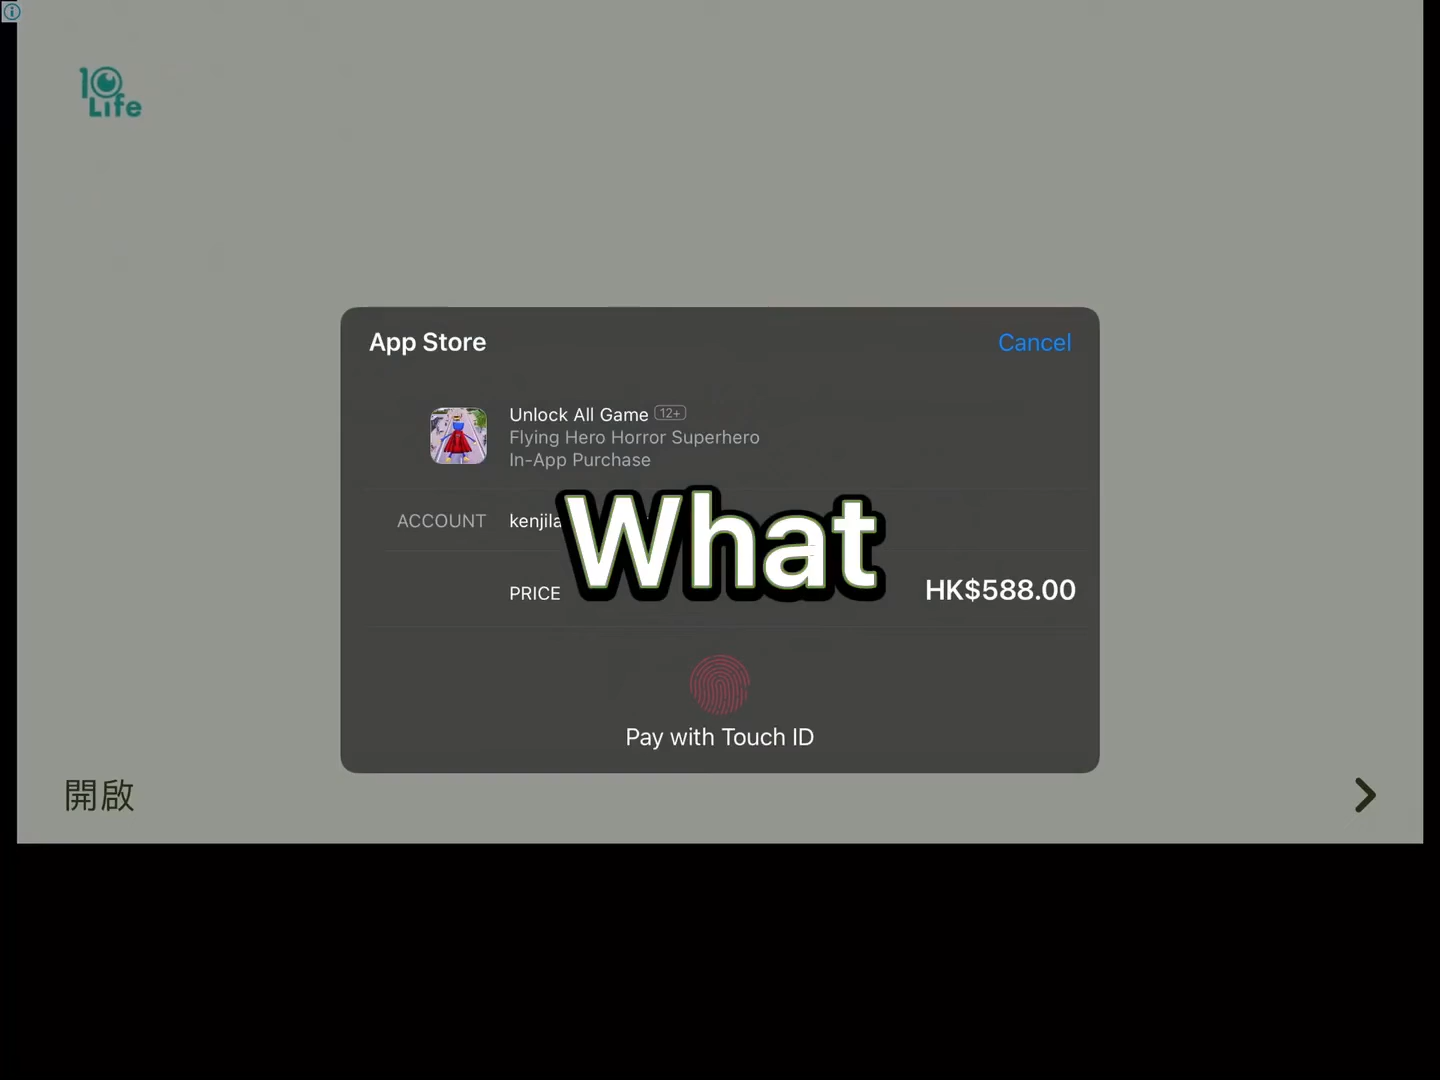 10
Life
App Store
Cancel
Unlock All Game 12+
Flying Hero Horror Superhero
In-App Purchase
ACCOUNT
What
PRICE
HK$588.00
Pay with Touch ID
開啟